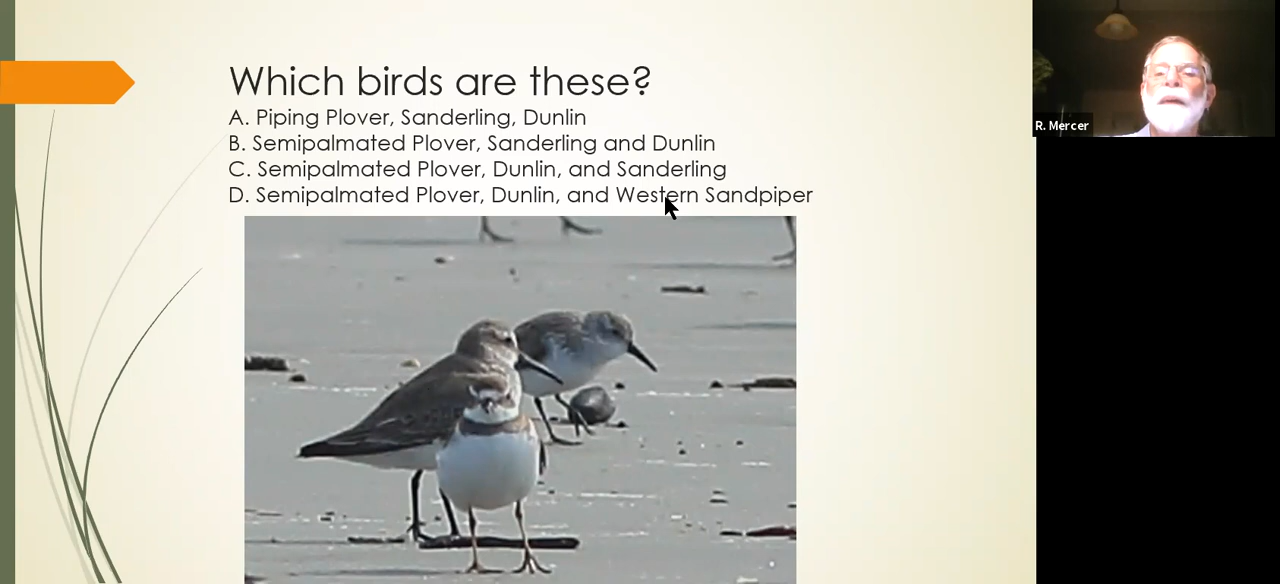 Which birds are these?
A. Piping Plover, Sanderling, Dunlin
B. Semipalmated Plover, Sanderling and Dunlin
C. Semipalmated Plover, Dunlin, and Sanderling
D. Semipalmated Plover, Dunlin, and Western Sandpiper
R. Mercer